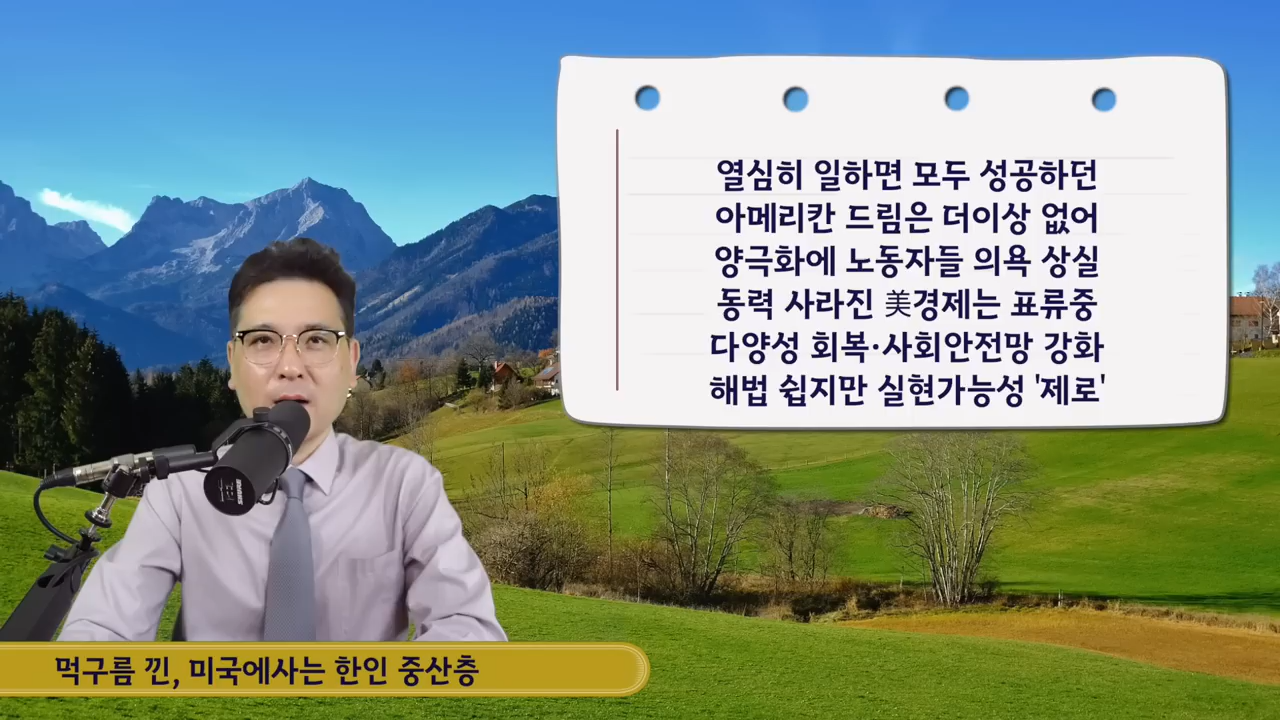 열심히 일하면 모두 성공하던
아메리칸 드림은 더이상 없어
양극화에 노동자들 의욕 상실
동력 사라진 美경제는 표류중
다양성 회복·사회안전망 강화
해법 쉽지만 실현가능성 '제로'
먹구름 낀, 미국에사는 한인 중산층